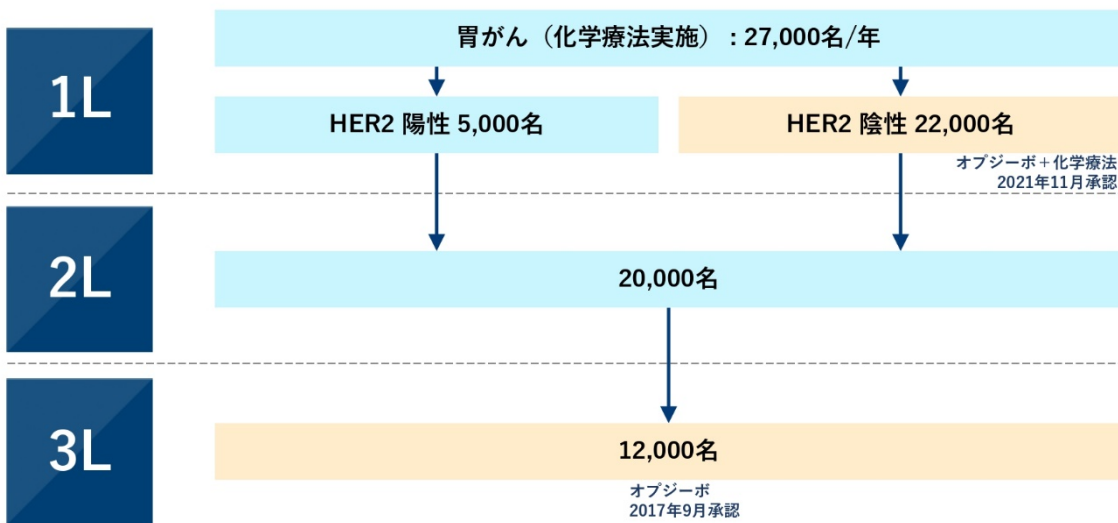 1L
胃がん（化学療法実施）：27,000名/年
HER2 陽性 5,000名
HER2 陰性 22,000名
オプジーボ＋化学療法
2021年11月承認
2L
20,000名
3L
12,000名
オプジーボ
2017年9月承認